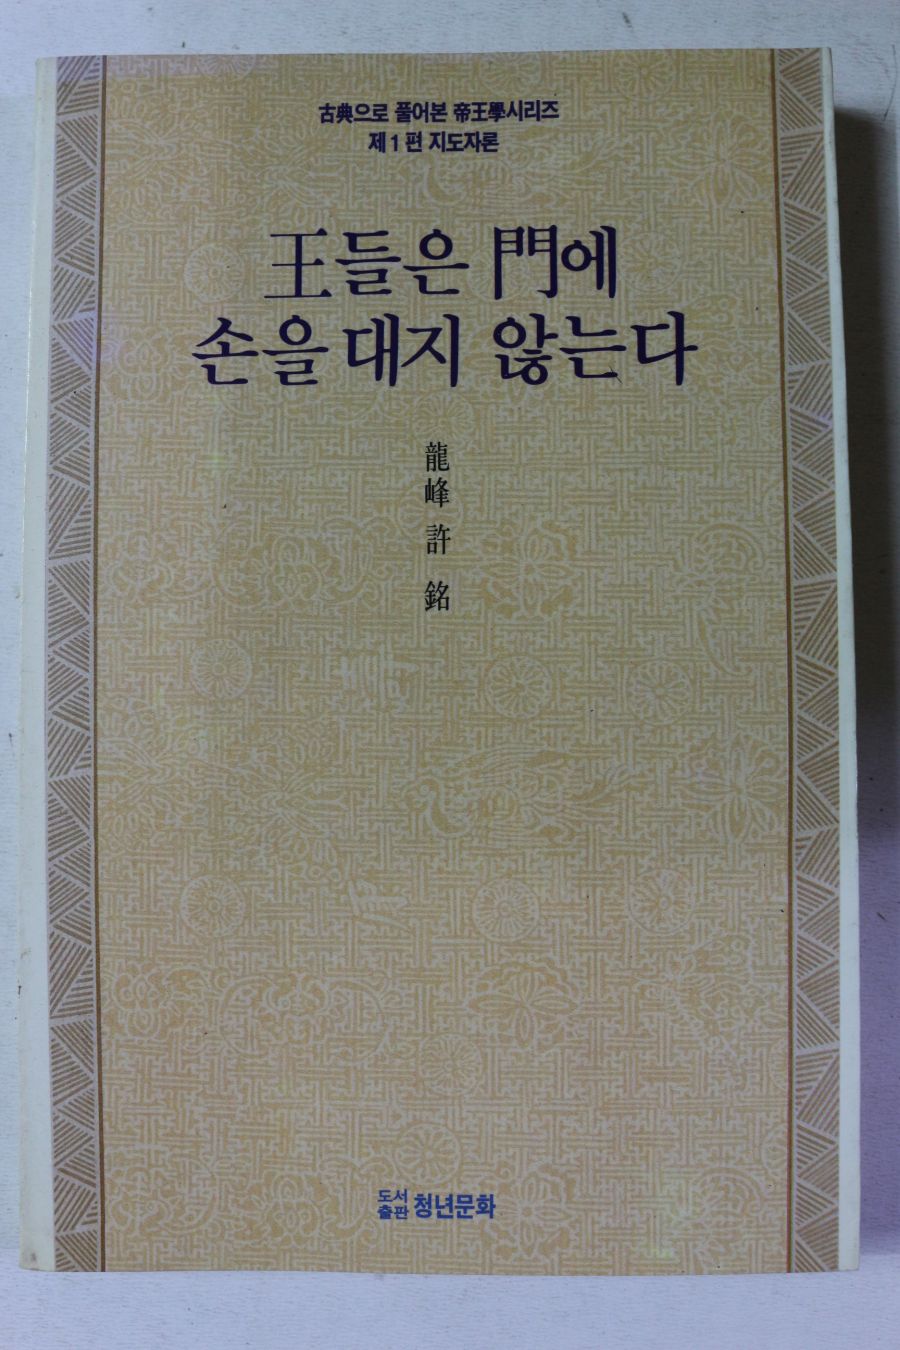 古典으로 풀어본 帝王學시리즈
제 1 편 지도자론
王들은 門에
손을 대지 않는다
龍峰 許 銘
도서출판 청년문화